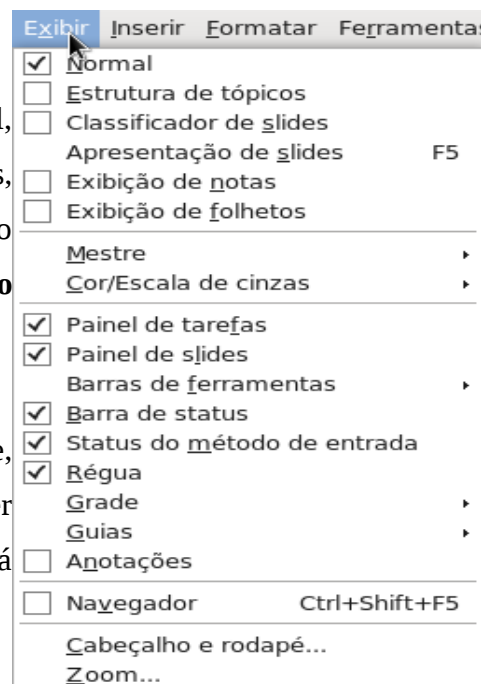 Exibir Inserir Formatar Ferramentas
Normal
Estrutura de tópicos
Classificador de slides
Apresentação de slides F5
Exibição de notas
Exibição de folhetos
Mestre
Cor/Escala de cinzas
Painel de tarefas
Painel de slides
Barras de ferramentas
Barra de status
Status do método de entrada
Régua
Grade
Guias
Anotações
Navegador Ctrl+Shift+F5
Cabeçalho e rodapé...
Zoom...